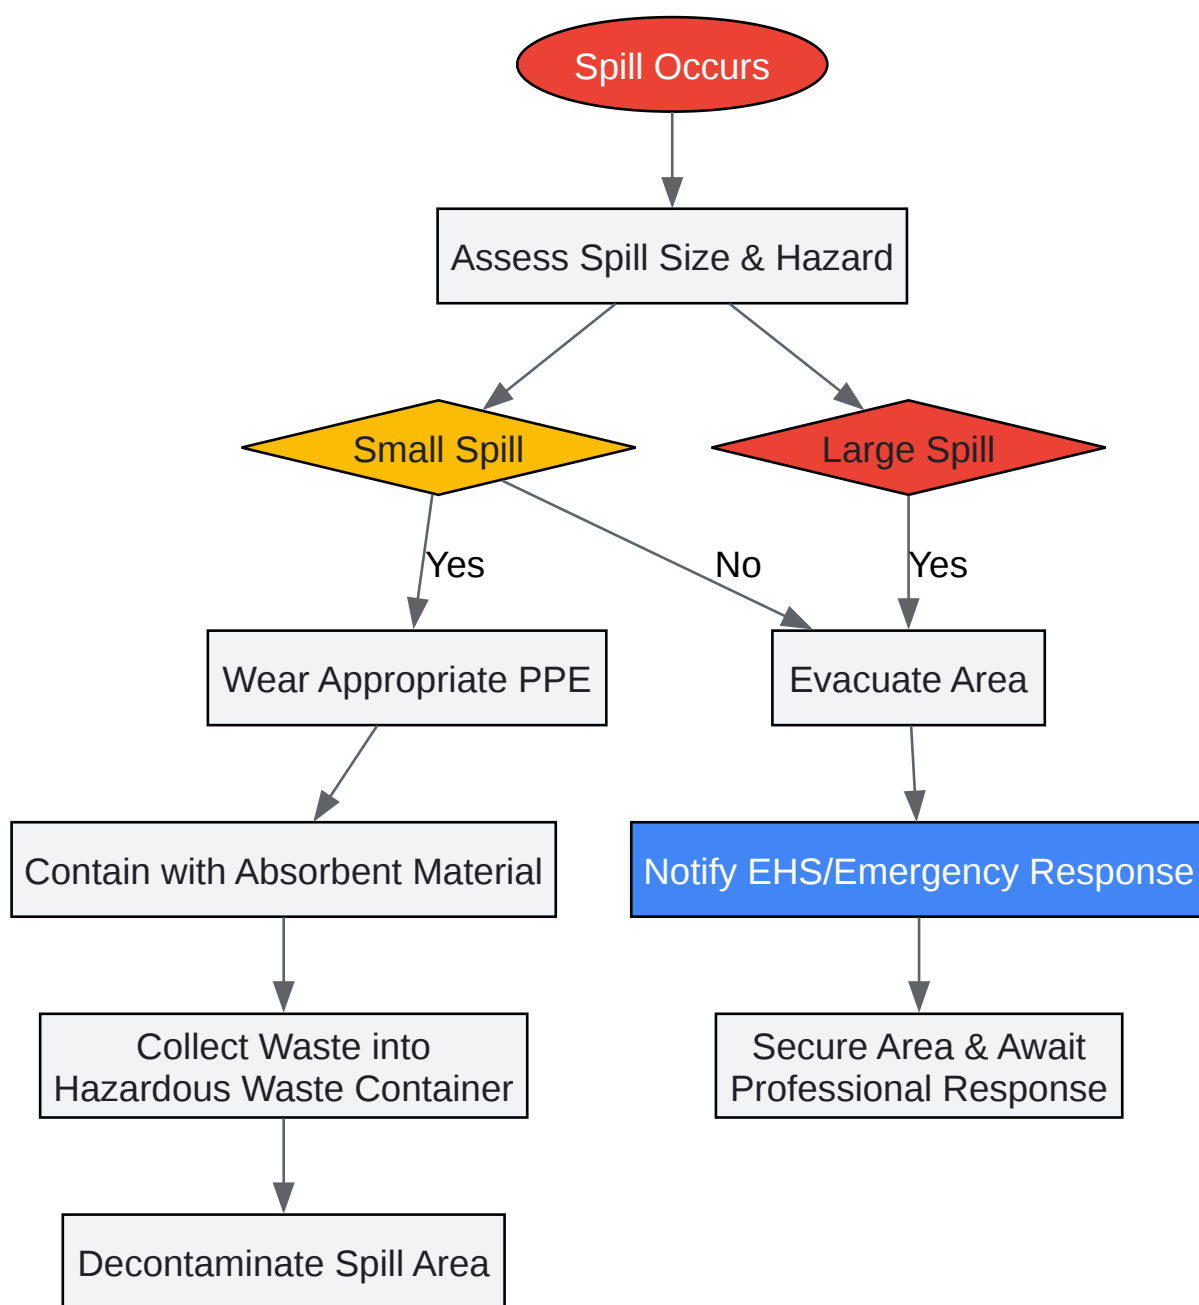 Spill Occurs
Assess Spill Size & Hazard
Small Spill
Large Spill
Yes
No
Yes
Wear Appropriate PPE
Evacuate Area
Contain with Absorbent Material
Notify EHS/Emergency Response
Collect Waste into
Hazardous Waste Container
Secure Area & Await
Professional Response
Decontaminate Spill Area